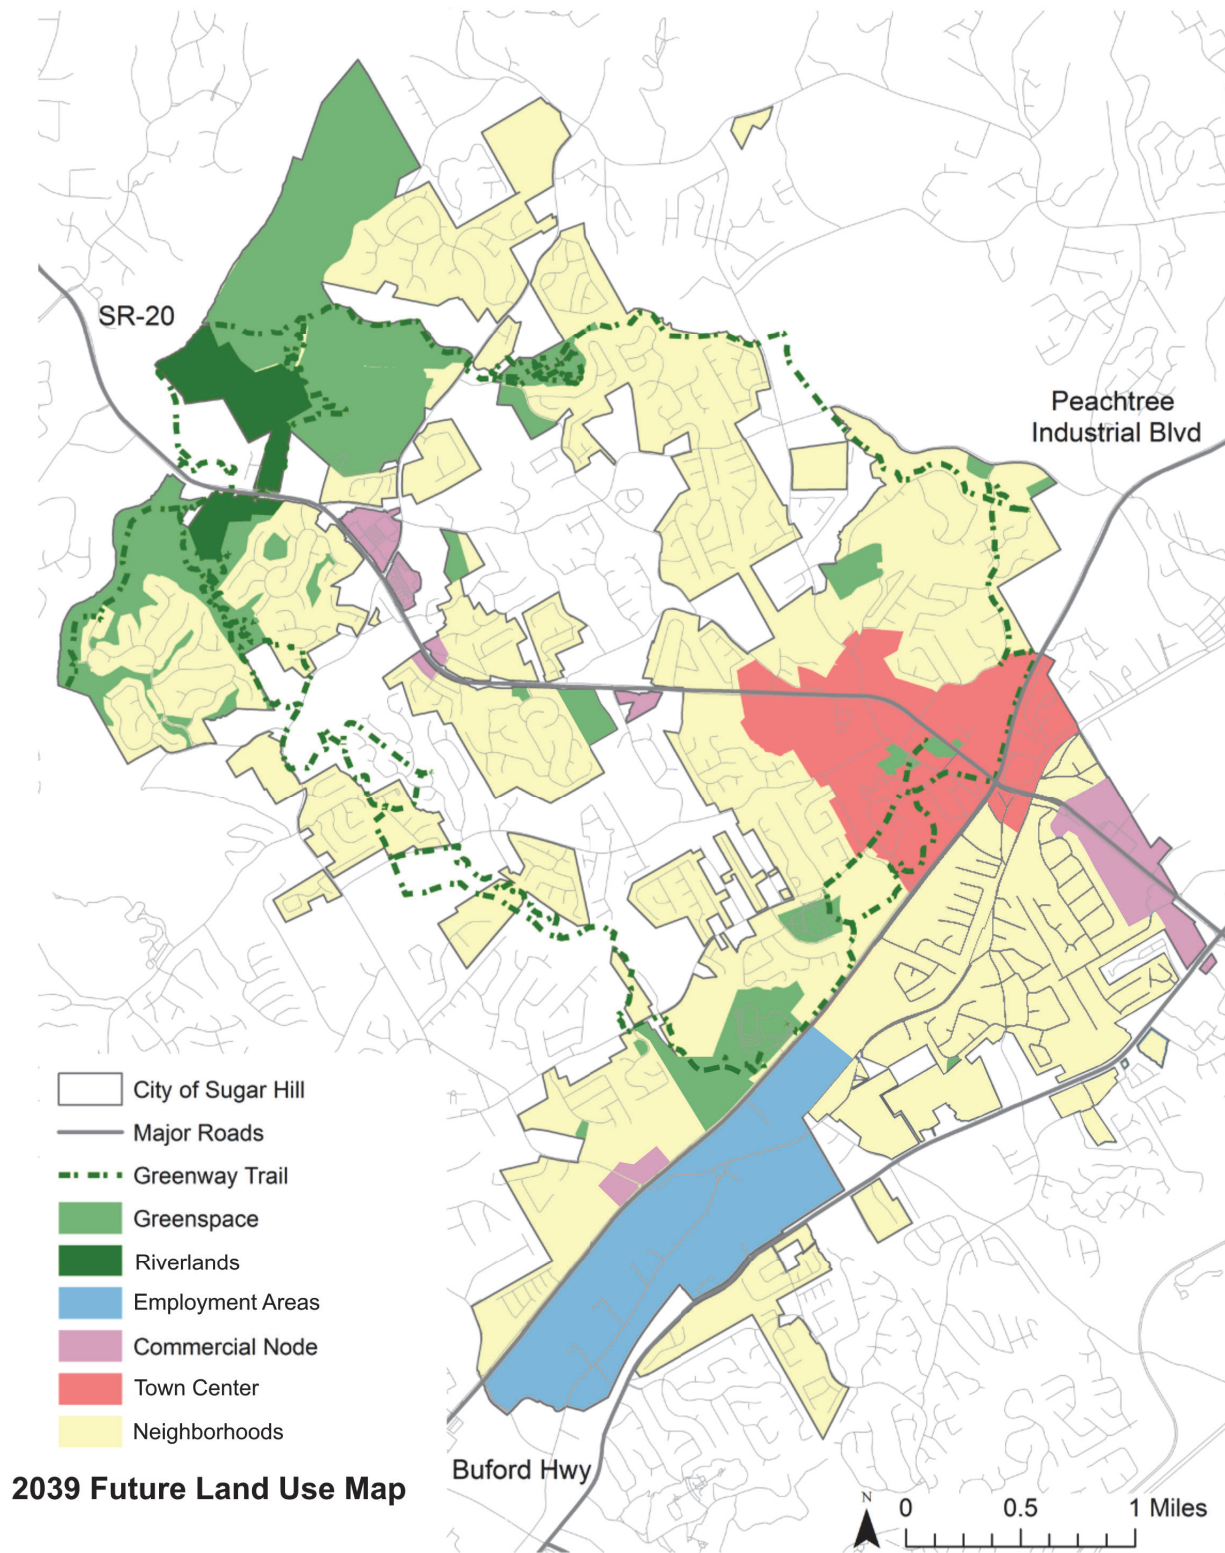 SR-20
Peachtree
Industrial Blvd
City of Sugar Hill
Major Roads
Greenway Trail
Greenspace
Riverlands
Employment Areas
Commercial Node
Town Center
Neighborhoods
2039 Future Land Use Map
Buford Hwy
N
0 0.5 1 Miles